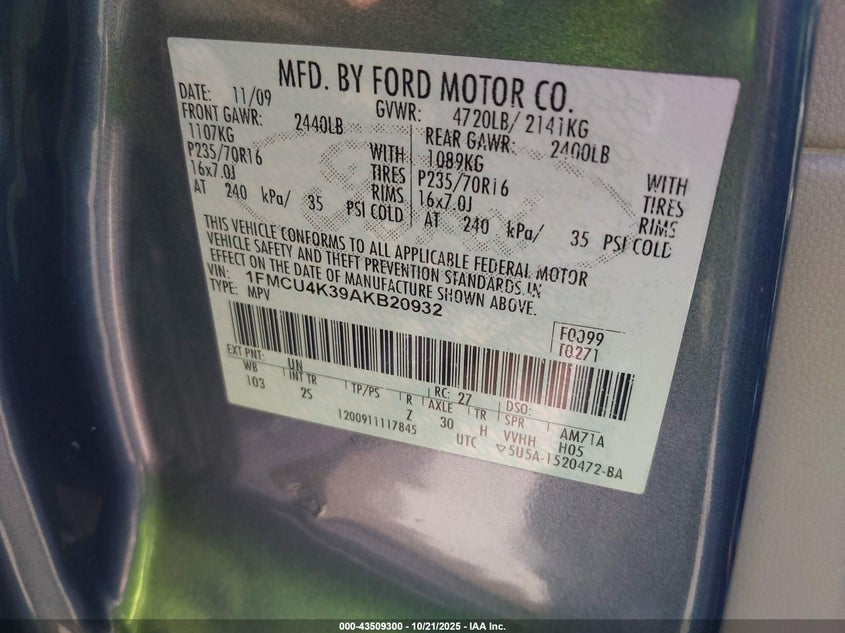 MFD. BY FORD MOTOR CO.
DATE: 11/09 GVWR: 4720LB/ 2141KG
FRONT GAWR: 2440LB REAR GAWR: 2400LB
1107KG WITH 1089KG WITH
P235/70R16 TIRES P235/70R16 TIRES
16x7.0J RIMS 16x7.0J RIMS
AT 240 kPa/ 35 PSI COLD AT 240 kPa/ 35 PSI COLD
THIS VEHICLE CONFORMS TO ALL APPLICABLE FEDERAL MOTOR
VEHICLE SAFETY AND THEFT PREVENTION STANDARDS IN
EFFECT ON THE DATE OF MANUFACTURE SHOWN ABOVE.
VIN: 1FMCU4K39AKB20932
TYPE: MPV
F0099
T0271
EXT PNT: UN RC: 27 DSO:
WB INT TR TP/PS R AXLE TR SPR AM71A
103 2S Z 30 H VVHH H05
1200911117845 UTC ▽5U5A-1520472-BA
000-43509300 - 10/21/2025 - IAA Inc.